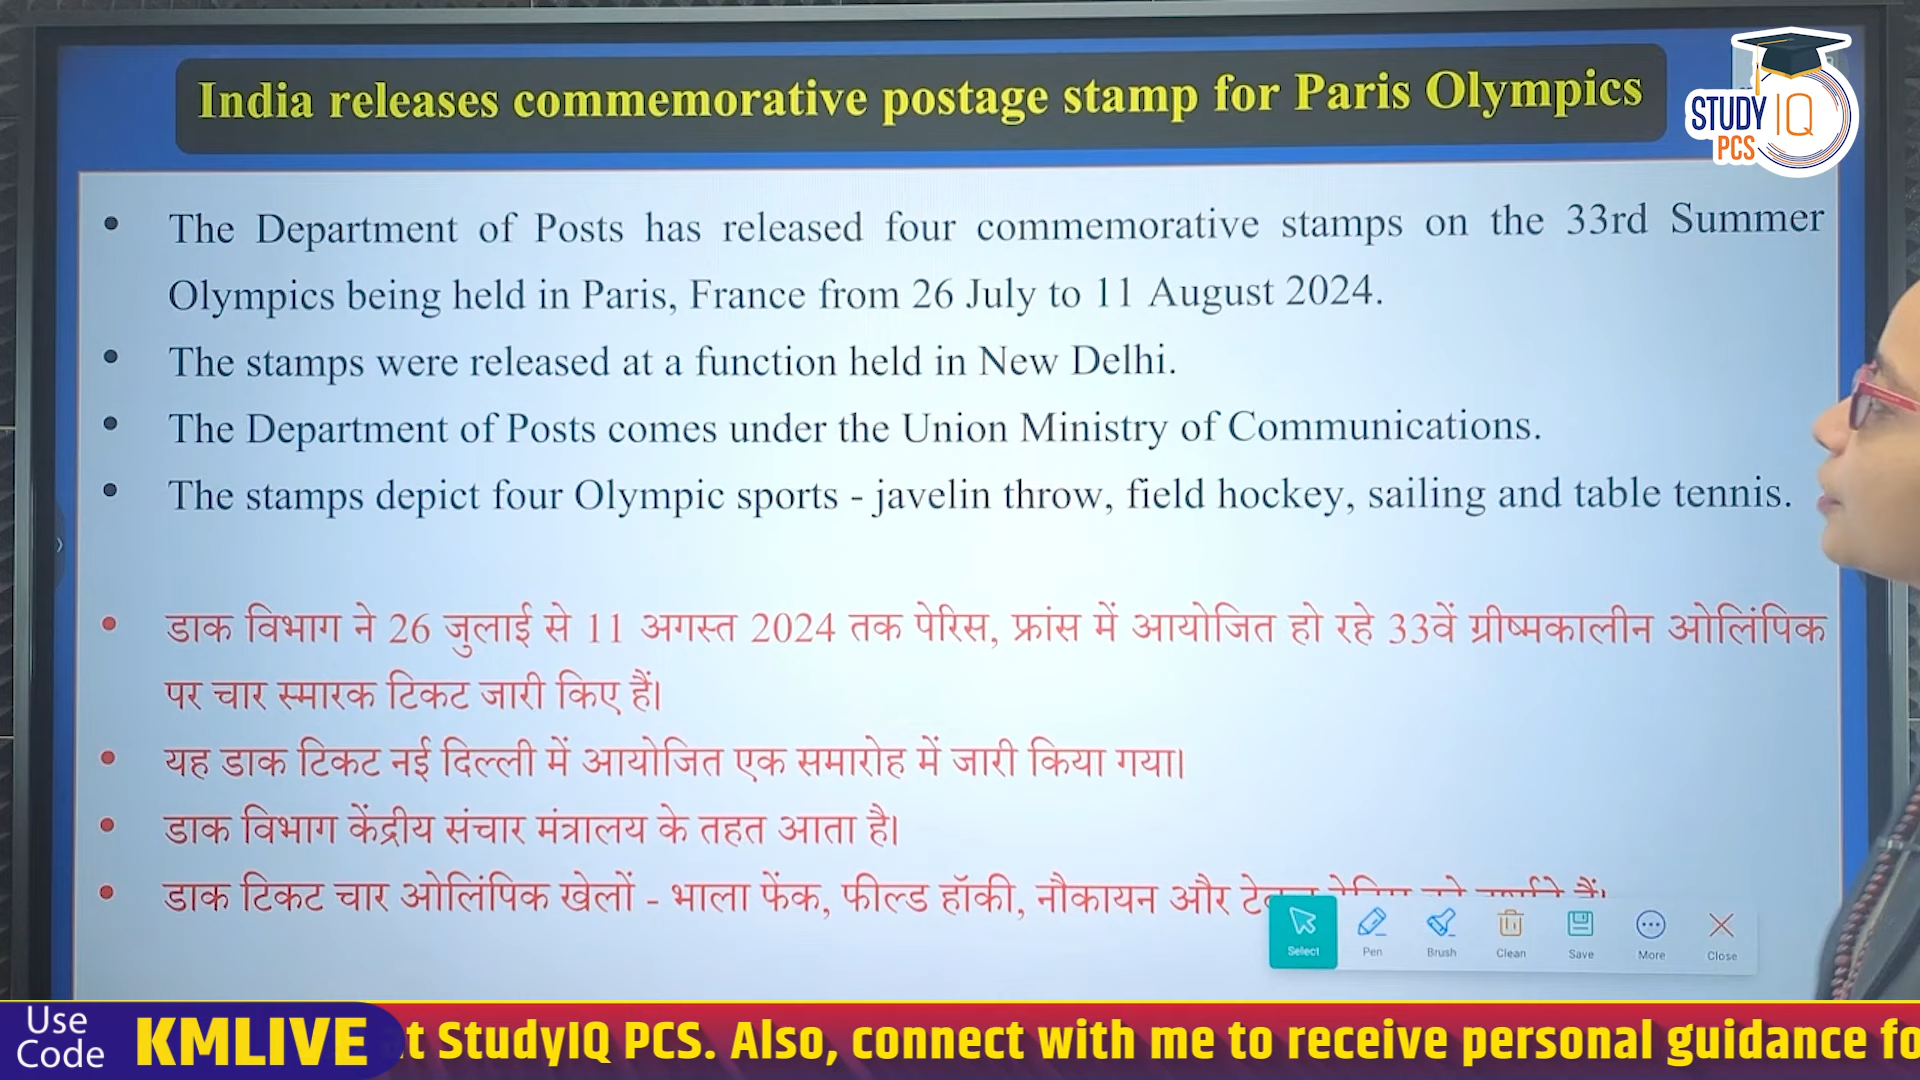 India releases commemorative postage stamp for Paris Olympics
STUDY IQ
PCS
• The Department of Posts has released four commemorative stamps on the 33rd Summer
Olympics being held in Paris, France from 26 July to 11 August 2024.
• The stamps were released at a function held in New Delhi.
• The Department of Posts comes under the Union Ministry of Communications.
• The stamps depict four Olympic sports - javelin throw, field hockey, sailing and table tennis.
• डाक विभाग ने 26 जुलाई से 11 अगस्त 2024 तक पेरिस, फ्रांस में आयोजित हो रहे 33वें ग्रीष्मकालीन ओलिंपिक
पर चार स्मारक टिकट जारी किए हैं।
• यह डाक टिकट नई दिल्ली में आयोजित एक समारोह में जारी किया गया।
• डाक विभाग केंद्रीय संचार मंत्रालय के तहत आता है।
• डाक टिकट चार ओलिंपिक खेलों - भाला फेंक, फील्ड हॉकी, नौकायन और
Select Pen Brush Clean Save More Close
Use
Code
KMLIVE
at StudyIQ PCS. Also, connect with me to receive personal guidance fo